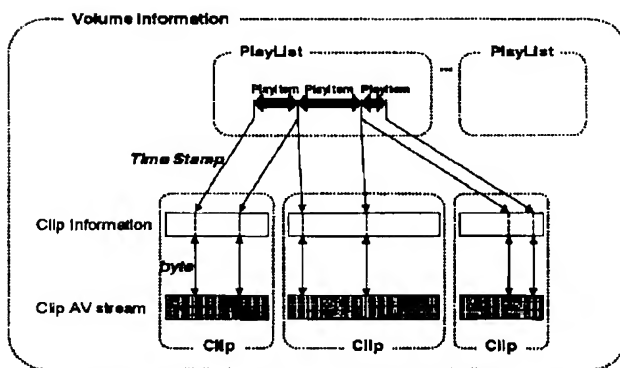 Volume Information
PlayList
PlayList
PlayItem PlayItem PlayItem
...
Time Stamp
Clip Information
byte
Clip AV stream
Clip
Clip
Clip